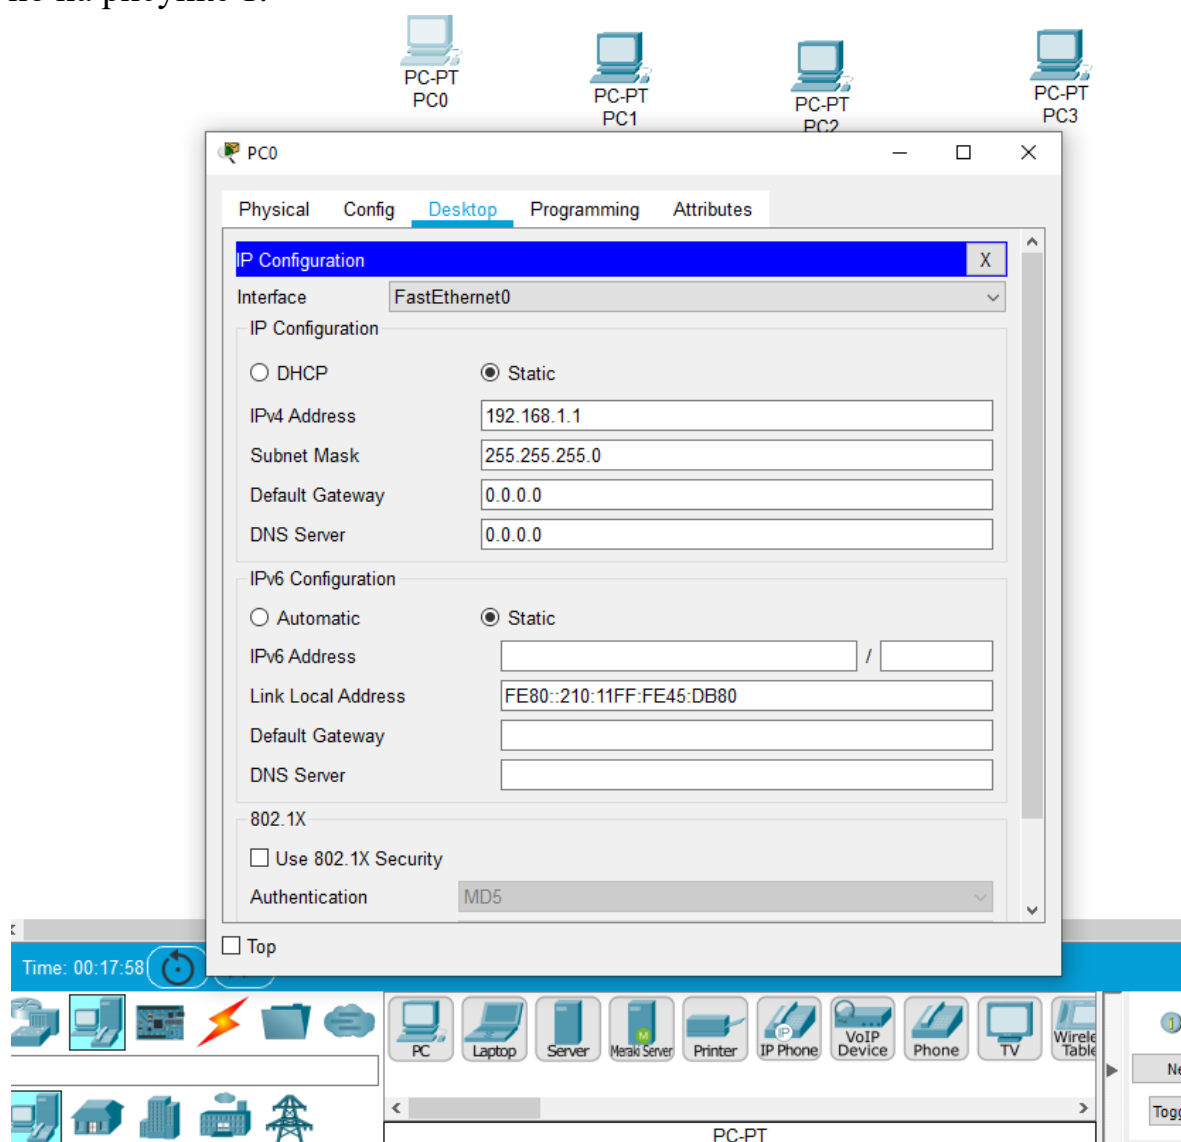 PC-PT
PC0
PC-PT
PC1
PC-PT
PC2
PC-PT
PC3
PC0
Physical Config Desktop Programming Attributes
IP Configuration X
Interface FastEthernet0
IP Configuration
DHCP Static
IPv4 Address 192.168.1.1
Subnet Mask 255.255.255.0
Default Gateway 0.0.0.0
DNS Server 0.0.0.0
IPv6 Configuration
Automatic Static
IPv6 Address /
Link Local Address FE80::210:11FF:FE45:DB80
Default Gateway
DNS Server
802.1X
Use 802.1X Security
Authentication MD5
Top
Time: 00:17:58
PC
Laptop
Server
Meraki Server
Printer
IP
IP Phone
VoIP
Device
Phone
TV
PC-PT